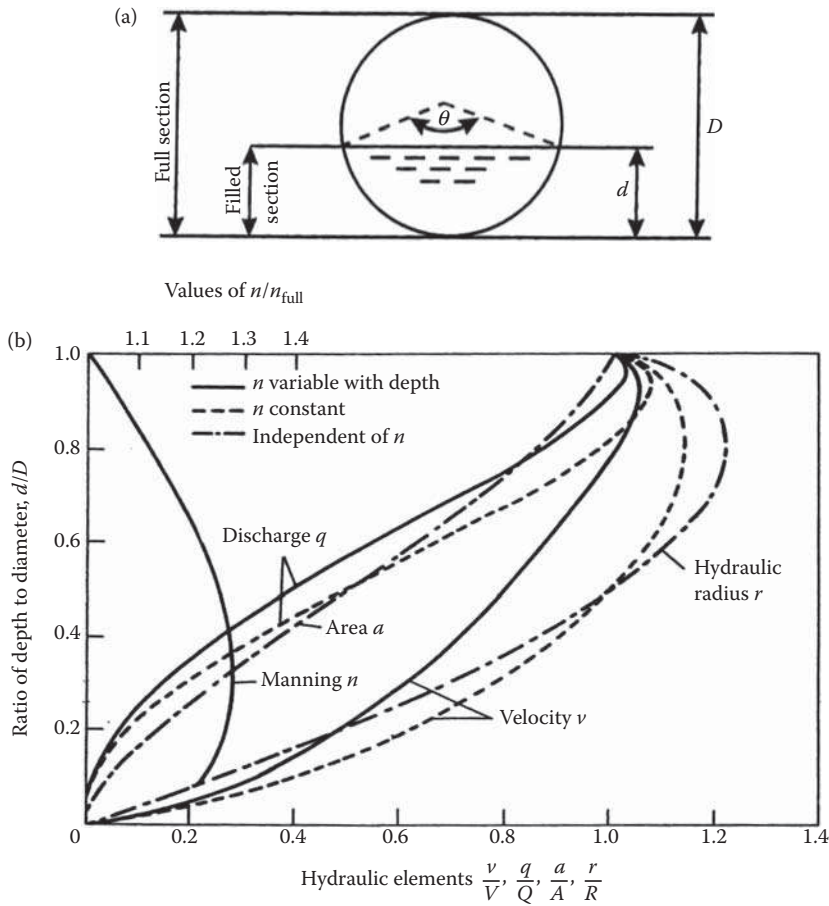 (a)
Full section
Filled
section
θ
d
D
Values of n/n_full
(b)
1.1 1.2 1.3 1.4
n variable with depth
n constant
Independent of n
Ratio of depth to diameter, d/D
1.0
0.8
0.6
0.4
0.2
Discharge q
Area a
Manning n
Hydraulic
radius r
Velocity v
0 0.2 0.4 0.6 0.8 1.0 1.2 1.4
Hydraulic elements v/V, q/Q, a/A, r/R